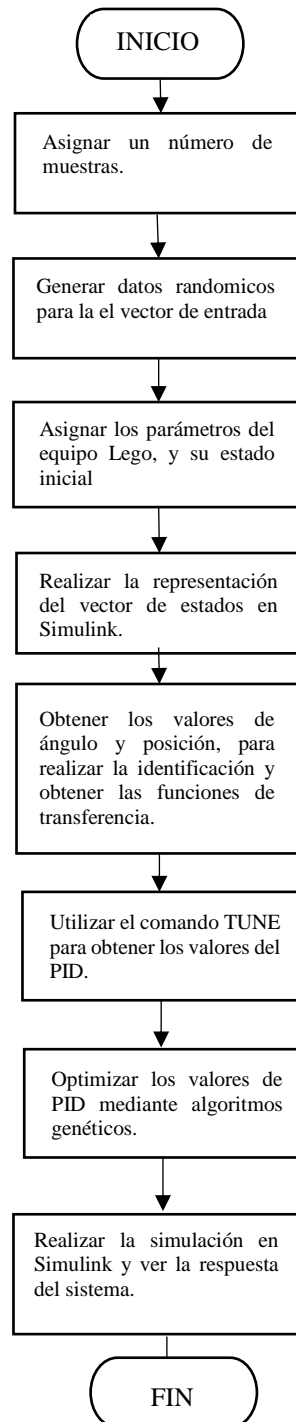 INICIO
Asignar un número de
muestras.
Generar datos randomicos
para la el vector de entrada
Asignar los parámetros del
equipo Lego, y su estado
inicial
Realizar la representación
del vector de estados en
Simulink.
Obtener los valores de
ángulo y posición, para
realizar la identificación y
obtener las funciones de
transferencia.
Utilizar el comando TUNE
para obtener los valores del
PID.
Optimizar los valores de
PID mediante algoritmos
genéticos.
Realizar la simulación en
Simulink y ver la respuesta
del sistema.
FIN